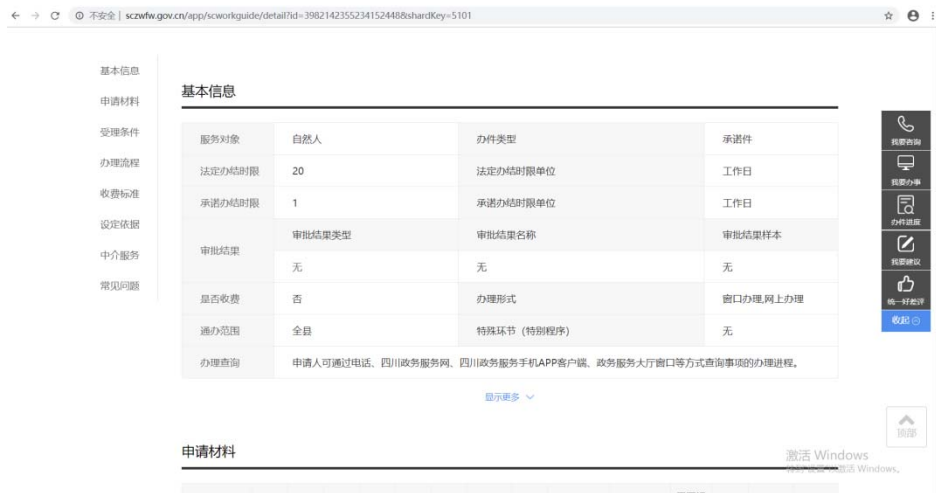 不安全 | sczwfw.gov.cn/app/scworkguide/detail?id=398214235523415244&shardKey=5101
基本信息
申请材料
受理条件
办理流程
收费标准
设定依据
中介服务
常见问题
基本信息
服务对象 自然人 办件类型 承诺件
法定办结时限 20 法定办结时限单位 工作日
承诺办结时限 1 承诺办结时限单位 工作日
审批结果 审批结果类型 审批结果名称 审批结果样本
无 无 无
是否收费 否 办理形式 窗口办理,网上办理
通办范围 全县 特殊环节（特别程序） 无
办理查询 申请人可通过电话、四川政务服务网、四川政务服务手机APP客户端、政务服务大厅窗口等方式查询事项的办理进程。
显示更多
申请材料
我要咨询
我要办事
办件进度
我要建议
统一好差评
收起
顶部
激活 Windows